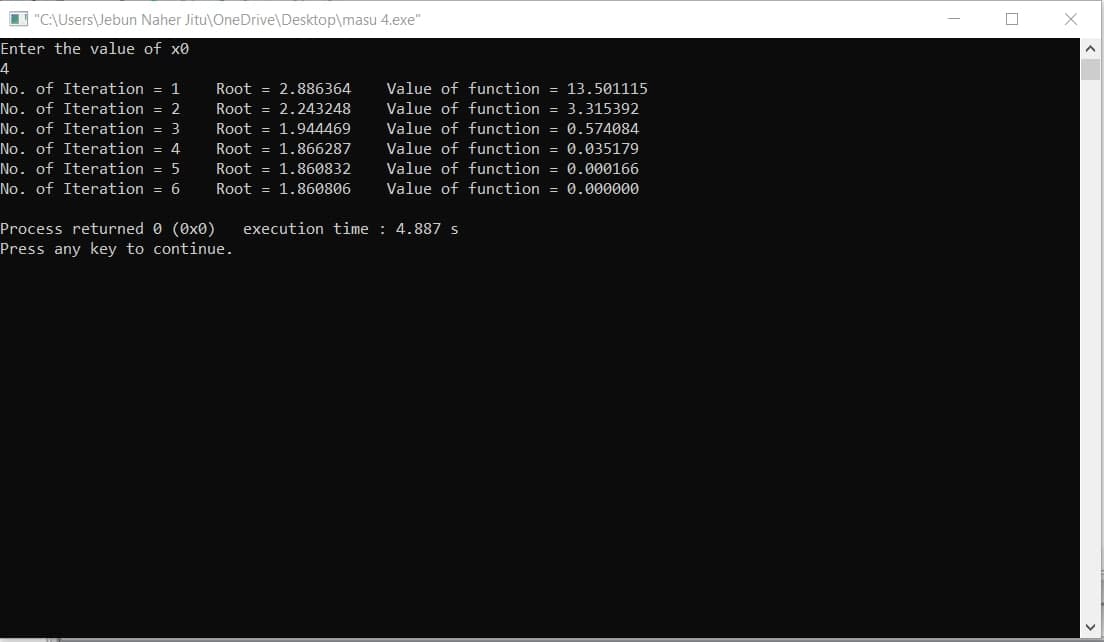 "C:\Users\Jebun Naher Jitu\OneDrive\Desktop\masu 4.exe"
Enter the value of x0
4
No. of Iteration = 1    Root = 2.886364    Value of function = 13.501115
No. of Iteration = 2    Root = 2.243248    Value of function = 3.315392
No. of Iteration = 3    Root = 1.944469    Value of function = 0.574084
No. of Iteration = 4    Root = 1.866287    Value of function = 0.035179
No. of Iteration = 5    Root = 1.860832    Value of function = 0.000166
No. of Iteration = 6    Root = 1.860806    Value of function = 0.000000
Process returned 0 (0x0)   execution time : 4.887 s
Press any key to continue.